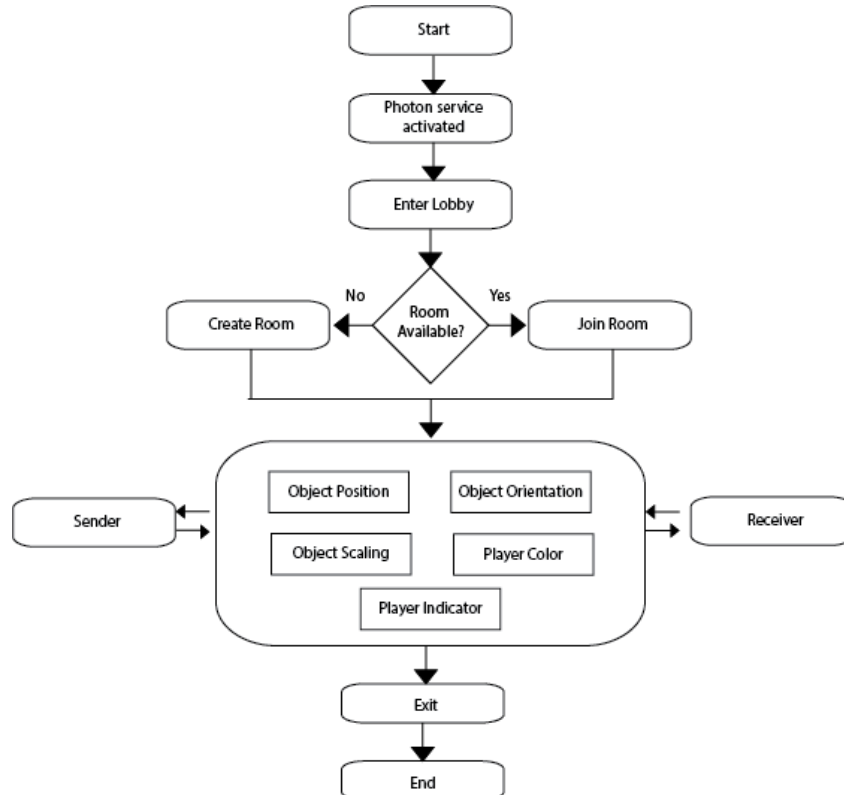 Start
Photon service
activated
Enter Lobby
No
Yes
Room
Available?
Create Room
Join Room
Object Position
Object Orientation
Sender
Receiver
Object Scaling
Player Color
Player Indicator
Exit
End